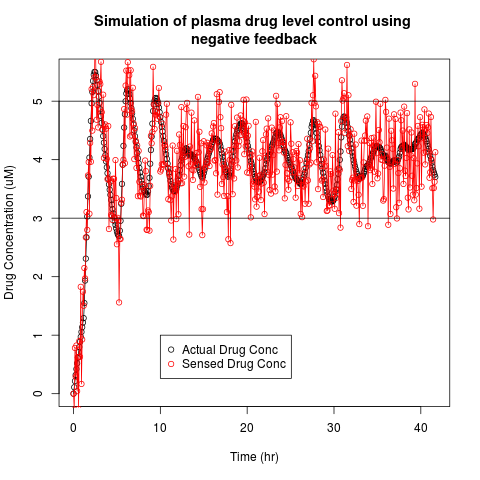 Simulation of plasma drug level control using
negative feedback
Drug Concentration (uM)
5
4
3
2
1
0
Actual Drug Conc
Sensed Drug Conc
0 10 20 30 40
Time (hr)